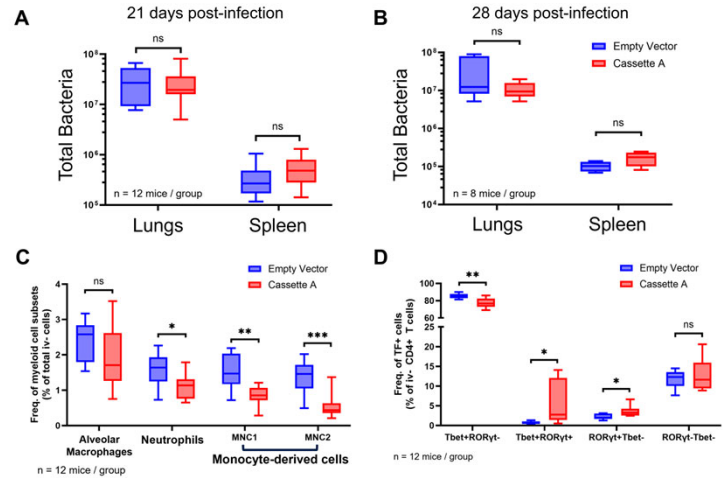 A
21 days post-infection
ns
Total Bacteria
10⁸
10⁷
10⁶
10⁵
ns
n = 12 mice / group
Lungs
Spleen
B
28 days post-infection
ns
Empty Vector
Cassette A
Total Bacteria
10⁸
10⁷
10⁶
10⁵
10⁴
ns
n = 8 mice / group
Lungs
Spleen
C
Empty Vector
Cassette A
Freq. of myeloid cell subsets
(% of total iv- cells)
4
3
2
1
0
ns
*
**
***
Alveolar
Macrophages
Neutrophils
MNC1
MNC2
Monocyte-derived cells
n = 12 mice / group
D
Empty Vector
Cassette A
Freq. of TF+ cells
(% of iv- CD4+ T cells)
100
80
60
25
20
15
10
5
0
**
*
*
ns
Tbet+RORγt-
Tbet+RORγt+
RORγt+Tbet-
RORγt-Tbet-
n = 12 mice / group